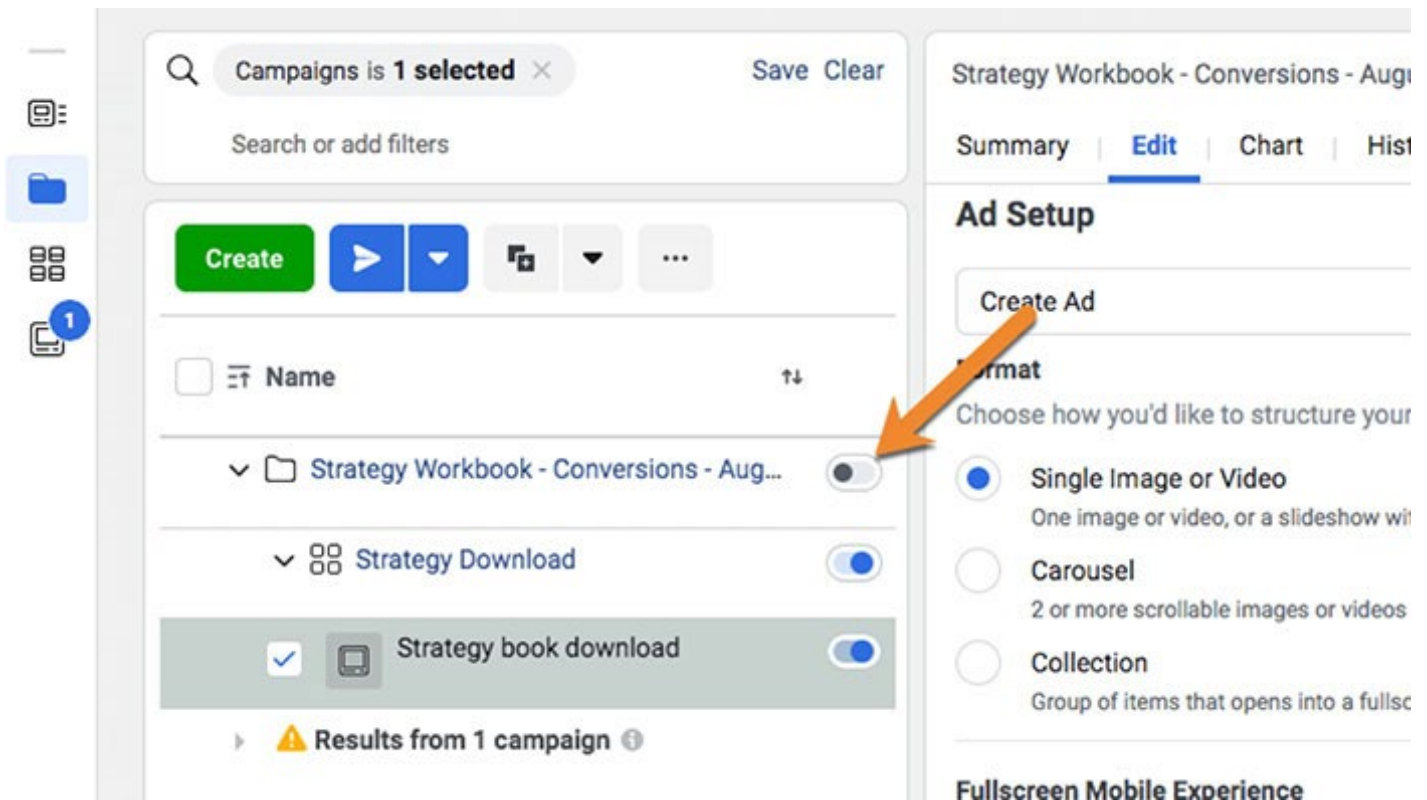 Campaigns is 1 selected
Save Clear
Search or add filters
Create
1
Name
Strategy Workbook - Conversions - Aug...
Strategy Download
Strategy book download
Results from 1 campaign
Strategy Workbook - Conversions - Augu
Summary
Edit
Chart
Hist
Ad Setup
Create Ad
Choose how you'd like to structure your
Single Image or Video
One image or video, or a slideshow wit
Carousel
2 or more scrollable images or videos
Collection
Group of items that opens into a fullsc
Fullscreen Mobile Experience